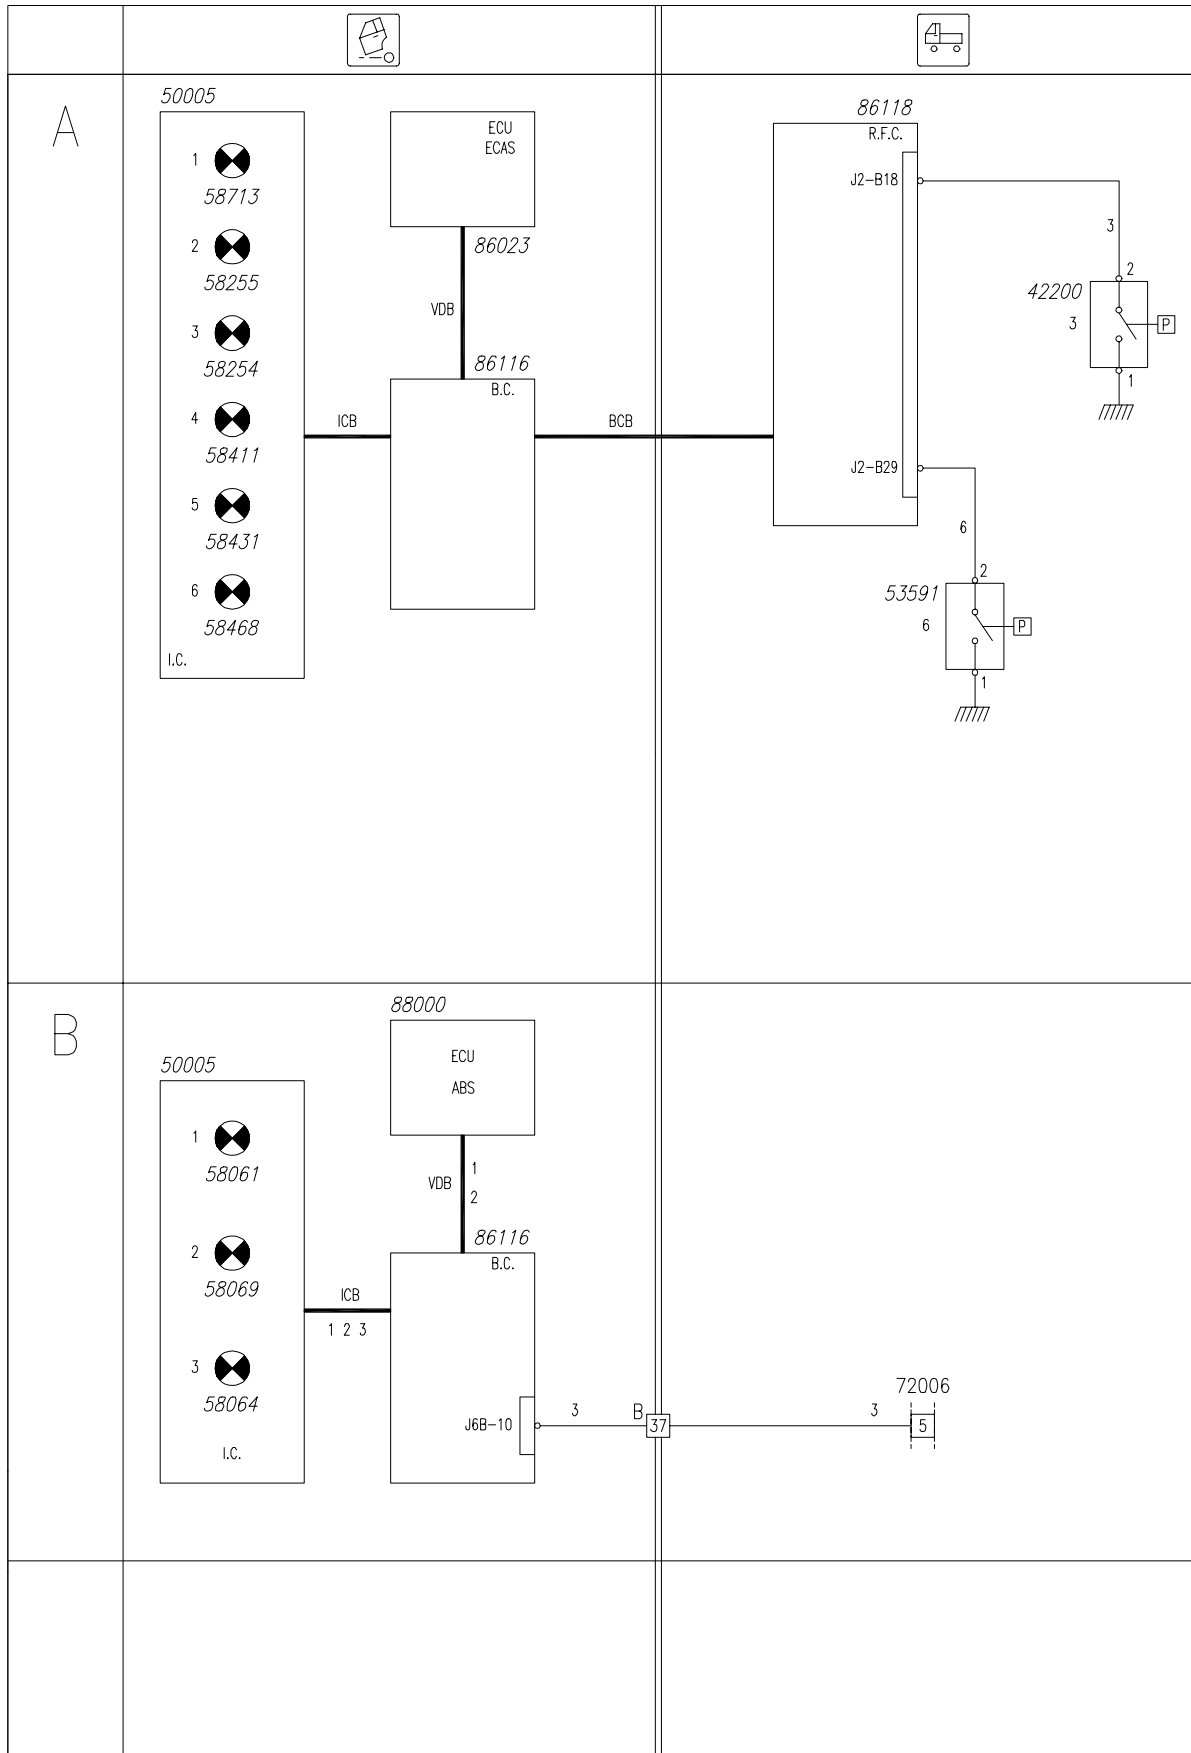 A
50005
1
58713
2
58255
3
58254
4
58411
5
58431
6
58468
I.C.
ECU
ECAS
86023
VDB
86116
B.C.
ICB
BCB
86118
R.F.C.
J2-B18
3
2
42200
3
P
1
J2-B29
6
2
53591
6
P
1
B
88000
ECU
ABS
50005
1
58061
2
58069
3
58064
I.C.
VDB
1
2
86116
B.C.
ICB
1 2 3
J6B-10
3
B
37
3
72006
5